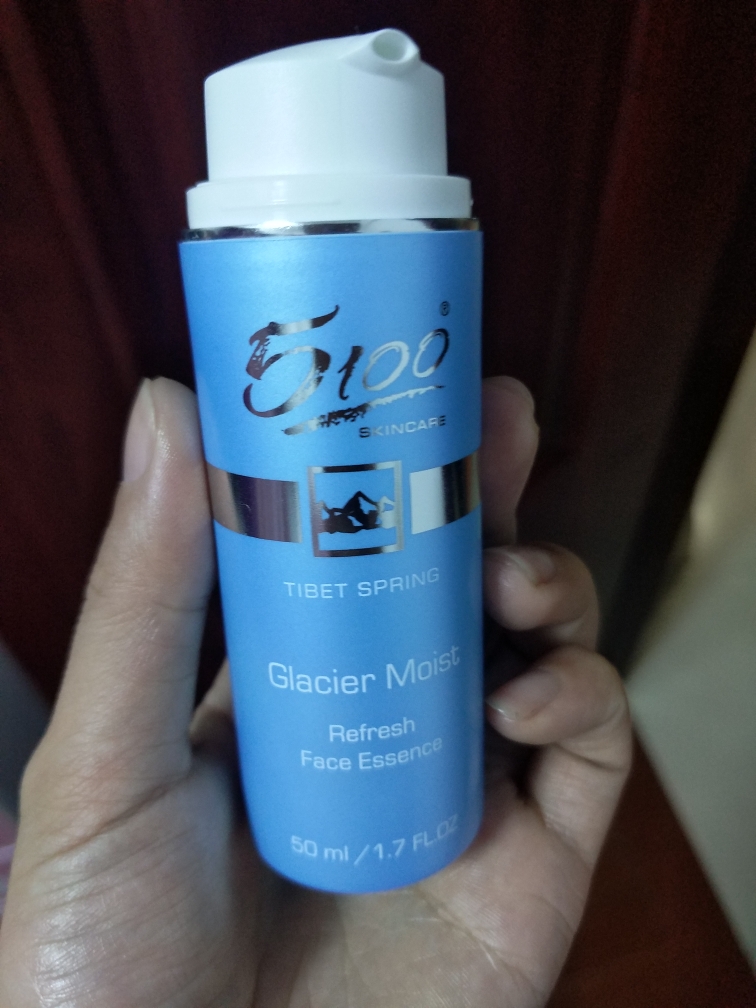 5100®
SKINCARE
TIBET SPRING
Glacier Moist
Refresh
Face Essence
50 ml / 1.7 FL.OZ